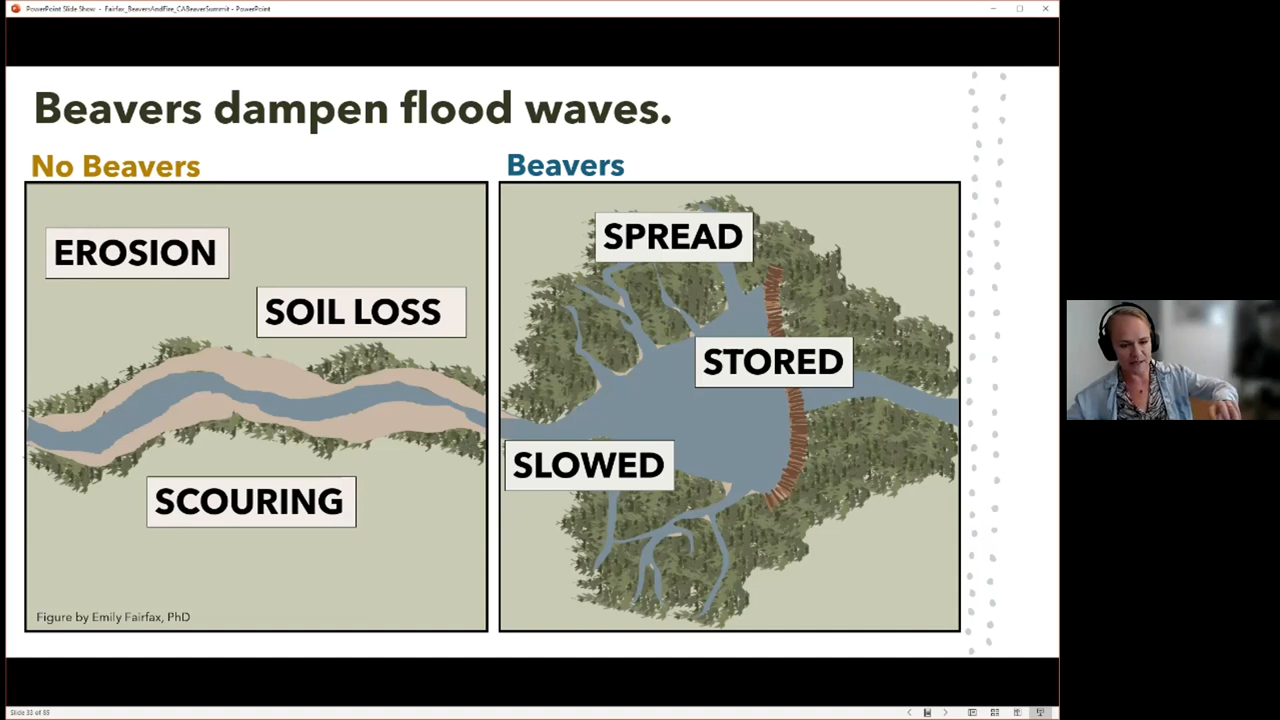 PowerPoint Slide Show - Fairfax_BeaversAndFire_CABeaverSummit - PowerPoint
Beavers dampen flood waves.
No Beavers
Beavers
EROSION
SOIL LOSS
SCOURING
SPREAD
STORED
SLOWED
Figure by Emily Fairfax, PhD
Slide 33 of 85